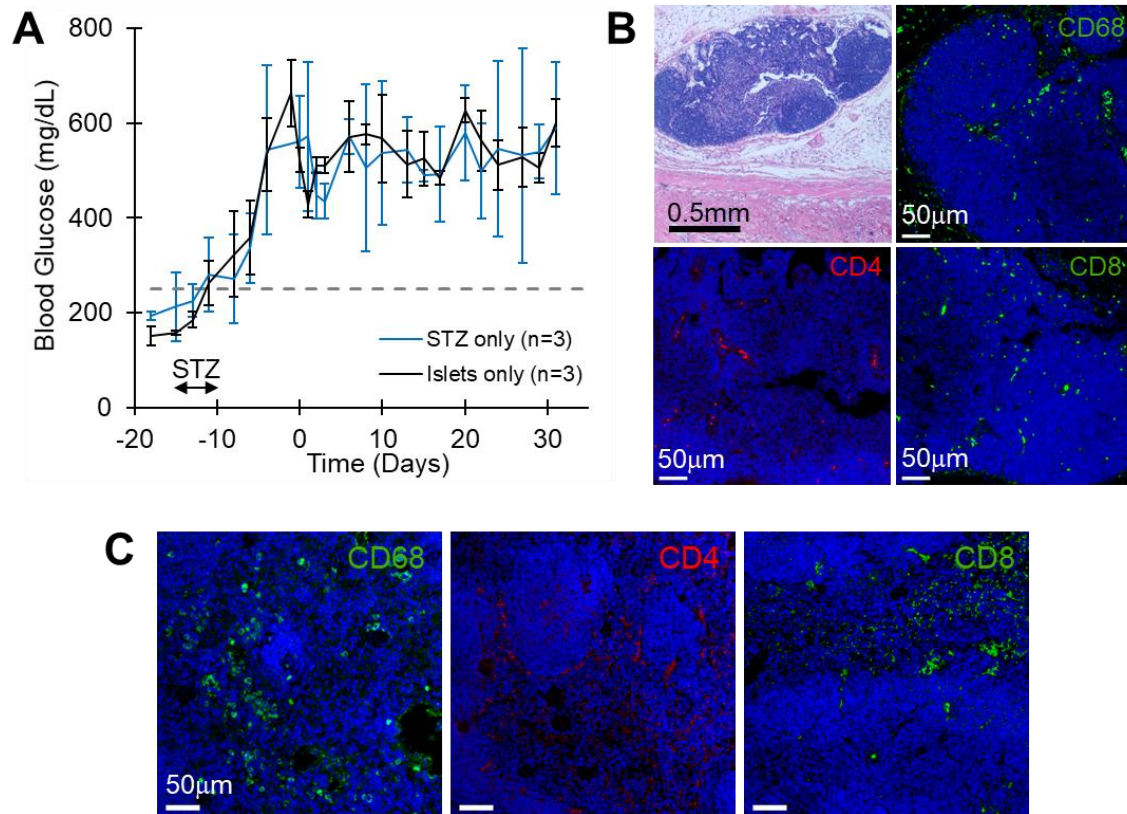 A
800
600
400
200
0
Blood Glucose (mg/dL)
STZ
STZ only (n=3)
Islets only (n=3)
-20 -10 0 10 20 30
Time (Days)
B
0.5mm
CD68
50μm
CD4
50μm
CD8
50μm
C
CD68
50μm
CD4
CD8